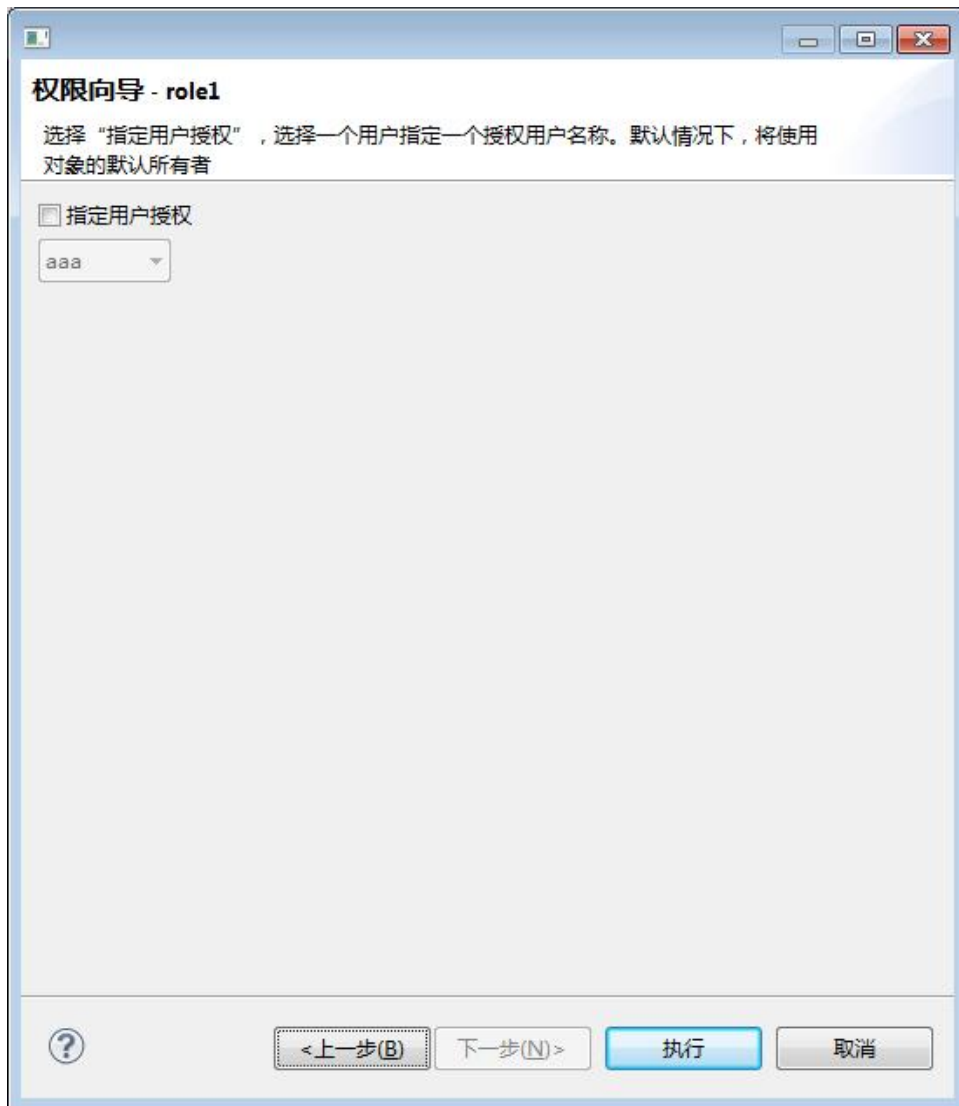 权限向导 - role1
选择“指定用户授权”，选择一个用户指定一个授权用户名称。默认情况下，将使用
对象的默认所有者
指定用户授权
aaa
<上一步(B) 下一步(N)> 执行 取消